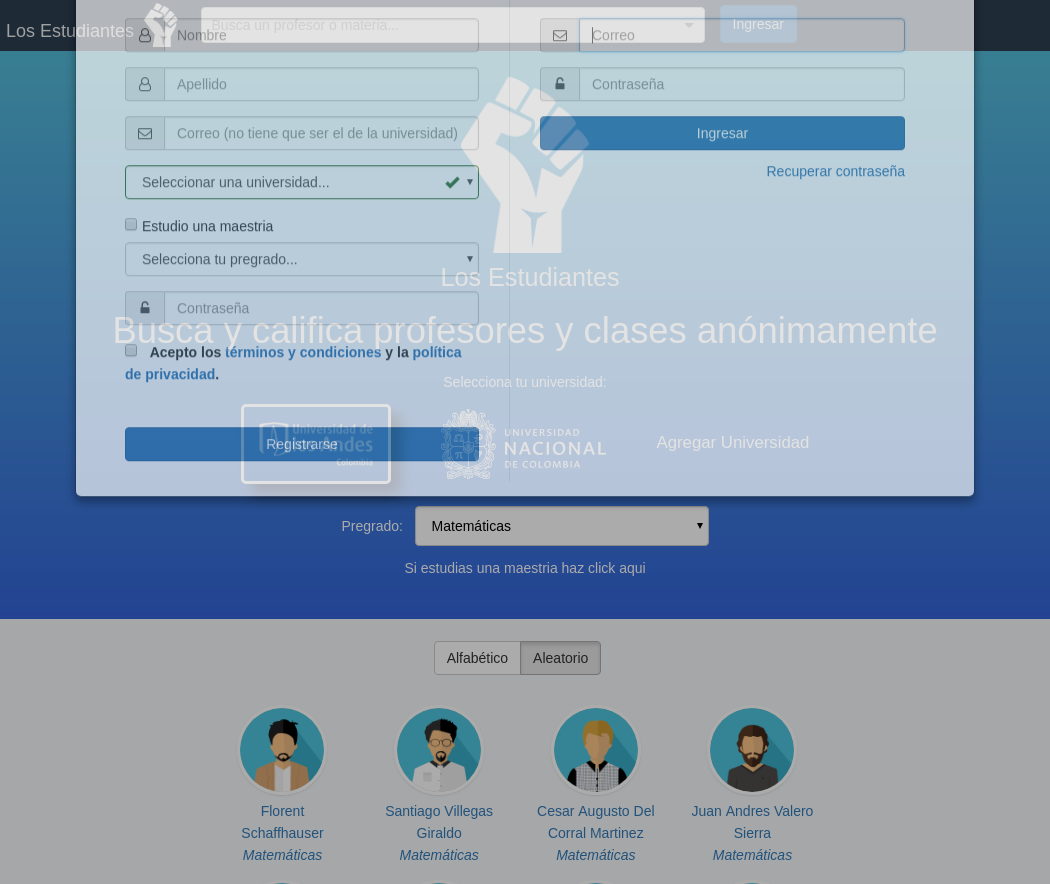 Los Estudiantes
Busca un profesor o materia...
Ingresar
Nombre
Correo
Apellido
Contraseña
Correo (no tiene que ser el de la universidad)
Ingresar
Seleccionar una universidad...
Recuperar contraseña
Estudio una maestria
Selecciona tu pregrado...
Los Estudiantes
Contraseña
Busca y califica profesores y clases anónimamente
Acepto los términos y condiciones y la política
de privacidad.
Selecciona tu universidad:
Registrarse
Universidad de
los Andes
Colombia
UNIVERSIDAD
NACIONAL
DE COLOMBIA
Agregar Universidad
Pregrado:
Matemáticas
Si estudias una maestria haz click aqui
Alfabético
Aleatorio
Florent
Schaffhauser
Matemáticas
Santiago Villegas
Giraldo
Matemáticas
Cesar Augusto Del
Corral Martinez
Matemáticas
Juan Andres Valero
Sierra
Matemáticas